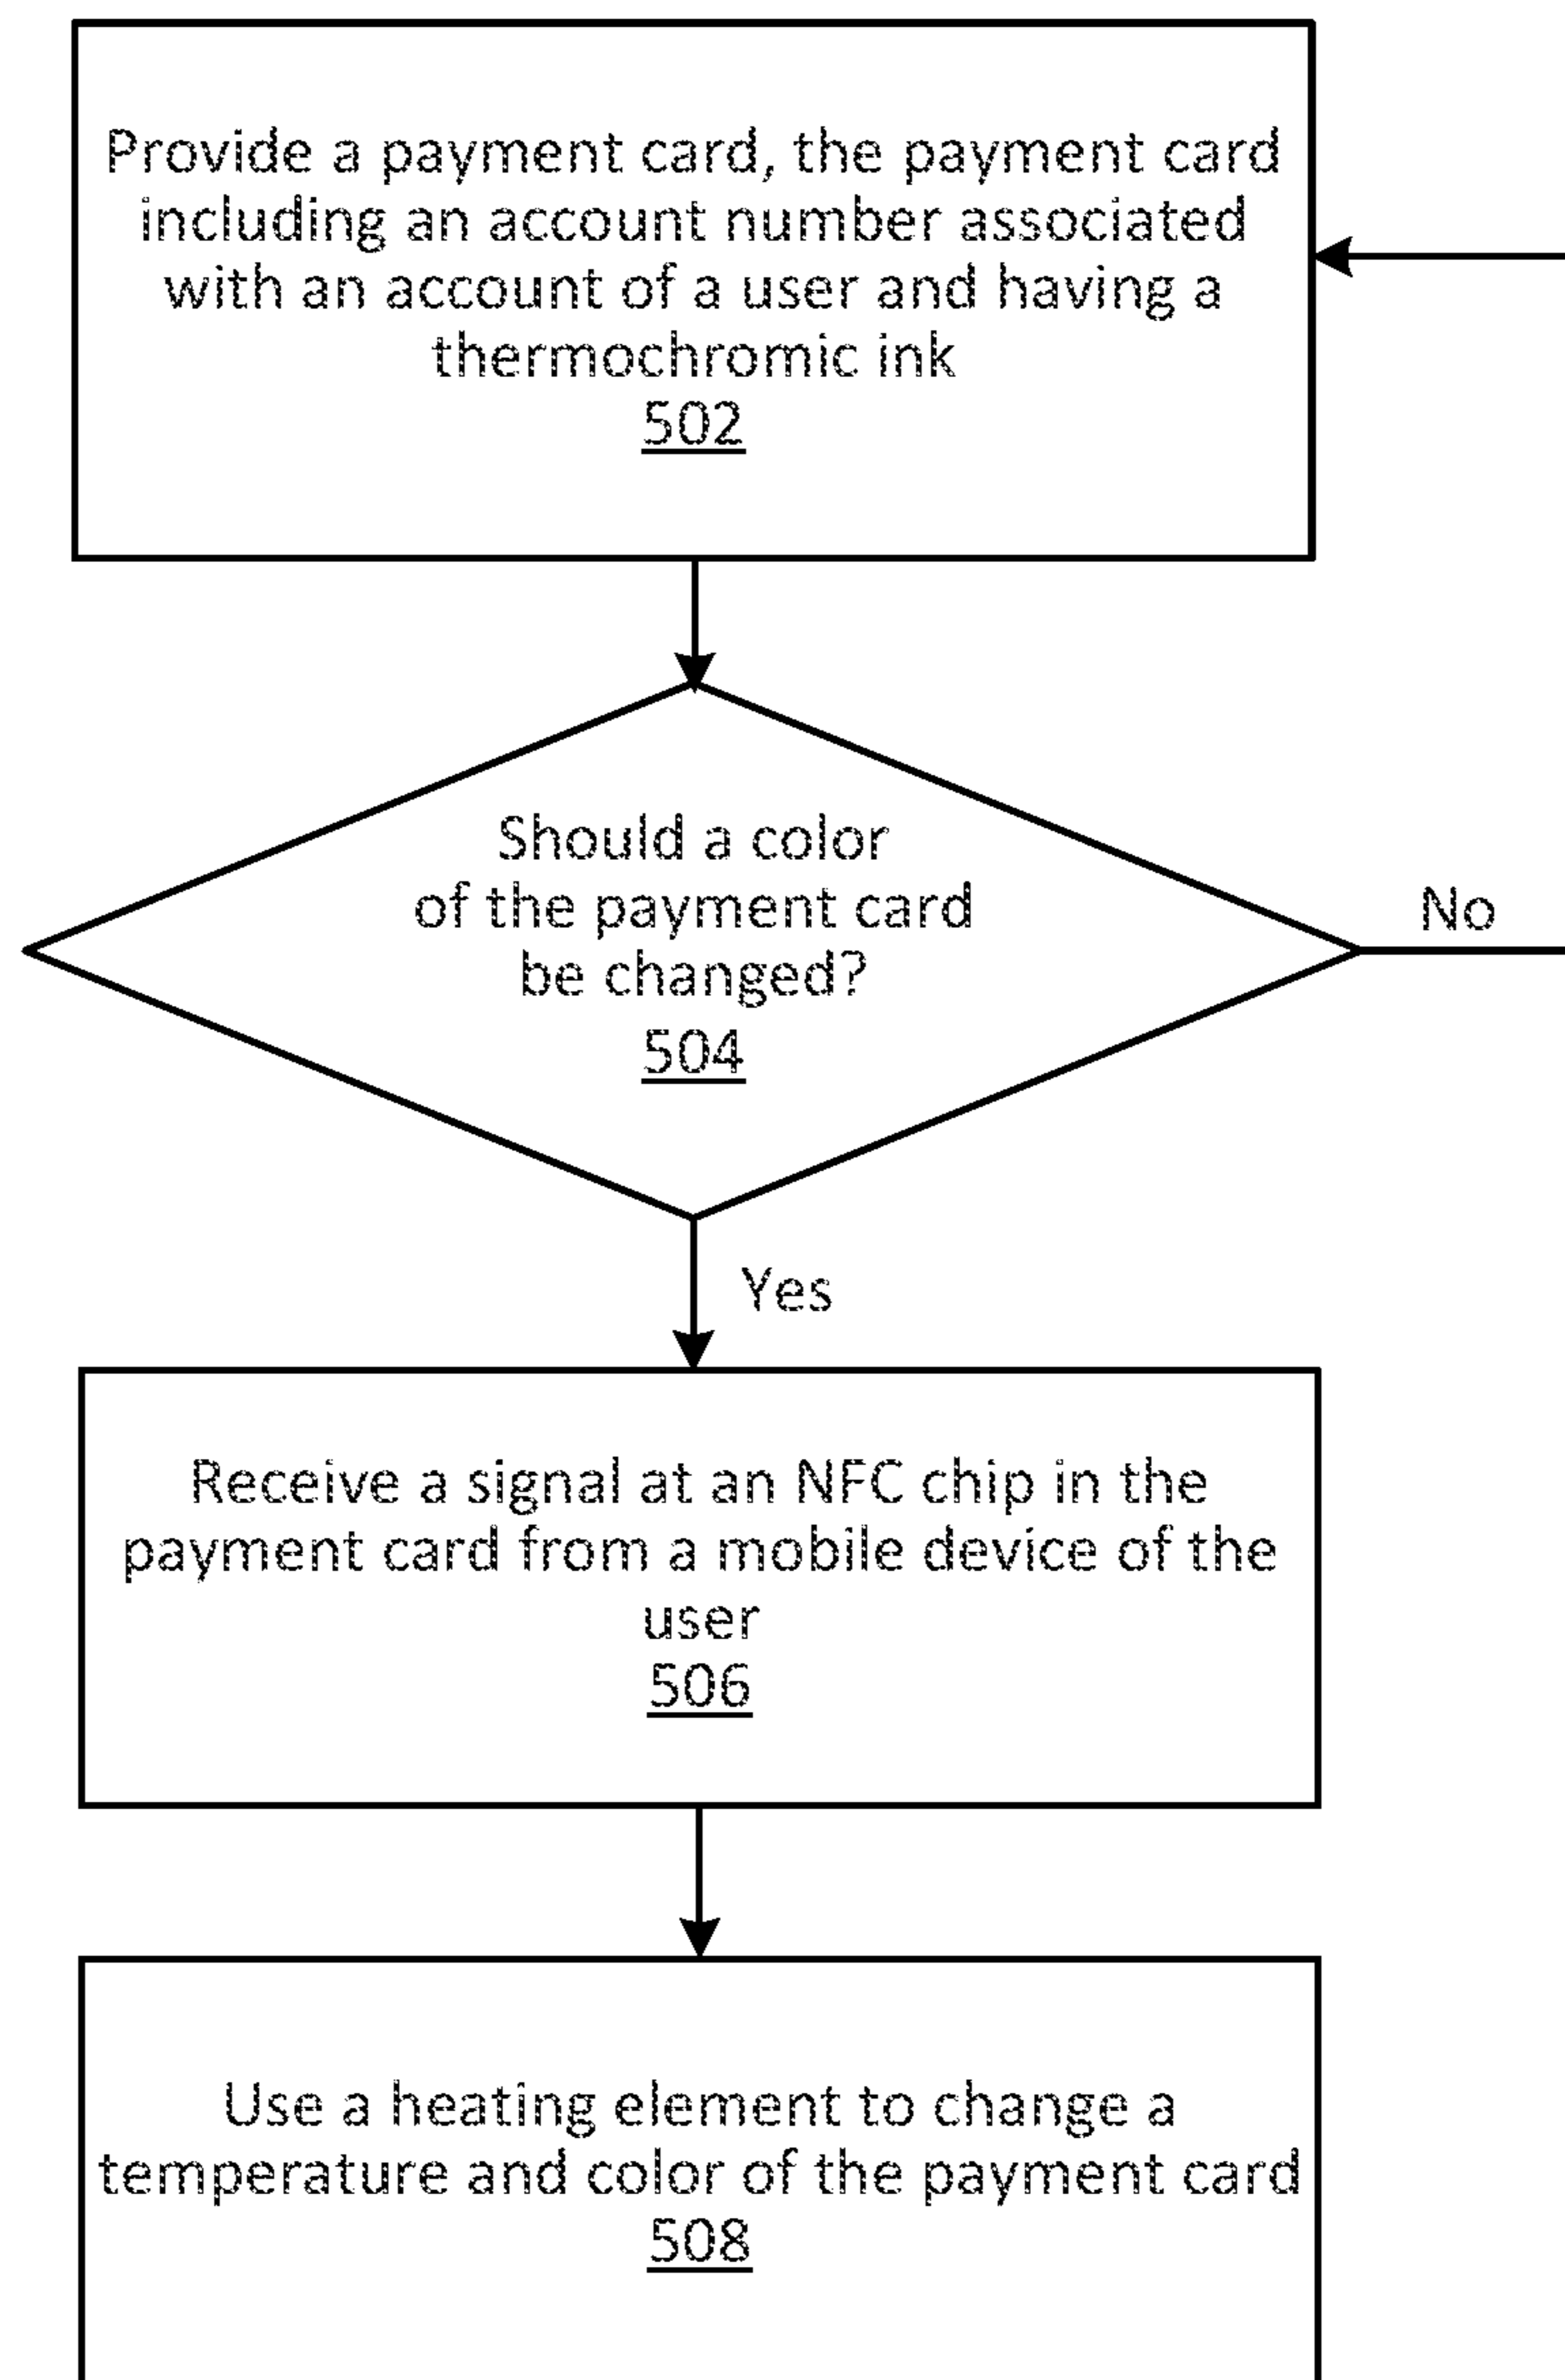 Provide a payment card, the payment card
including an account number associated
with an account of a user and having a
thermochromic ink
502
Should a color
of the payment card
be changed?
504
No
Yes
Receive a signal at an NFC chip in the
payment card from a mobile device of the
user
506
Use a heating element to change a
temperature and color of the payment card
508